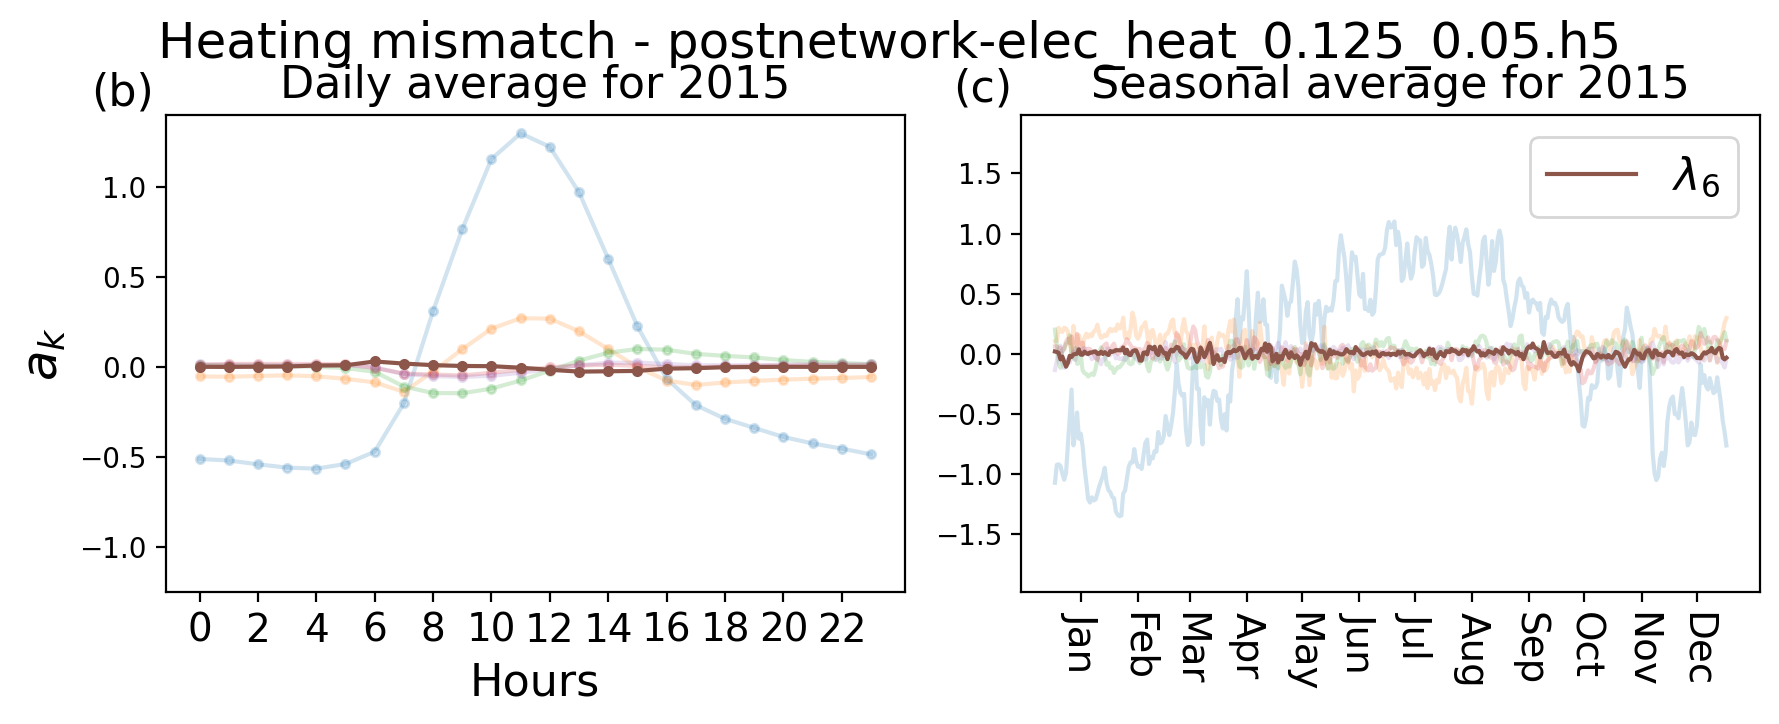 Heating mismatch - postnetwork-elec_heat_0.125_0.05.h5
(b) Daily average for 2015
1.0
0.5
0.0
−0.5
−1.0
a_k
0 2 4 6 8 10 12 14 16 18 20 22
Hours
(c) Seasonal average for 2015
λ_6
1.5
1.0
0.5
0.0
−0.5
−1.0
−1.5
Jan Feb Mar Apr May Jun Jul Aug Sep Oct Nov Dec